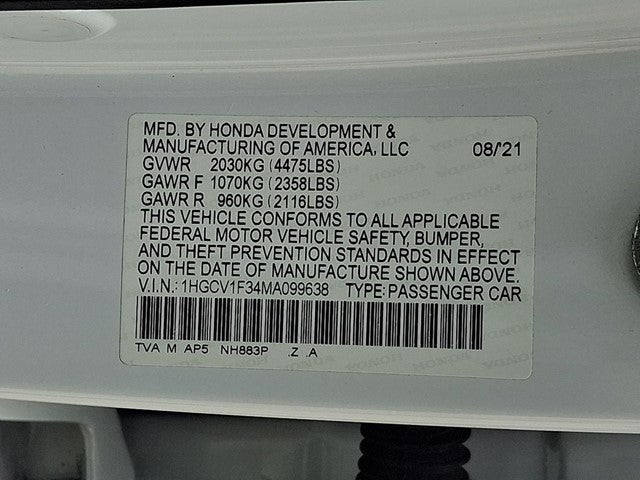 MFD. BY HONDA DEVELOPMENT &
MANUFACTURING OF AMERICA, LLC 08/'21
GVWR 2030KG (4475LBS)
GAWR F 1070KG (2358LBS)
GAWR R 960KG (2116LBS)
THIS VEHICLE CONFORMS TO ALL APPLICABLE
FEDERAL MOTOR VEHICLE SAFETY, BUMPER,
AND THEFT PREVENTION STANDARDS IN EFFECT
ON THE DATE OF MANUFACTURE SHOWN ABOVE.
V.I.N.: 1HGCV1F34MA099638 TYPE: PASSENGER CAR
TVA M AP5 NH883P .Z .A